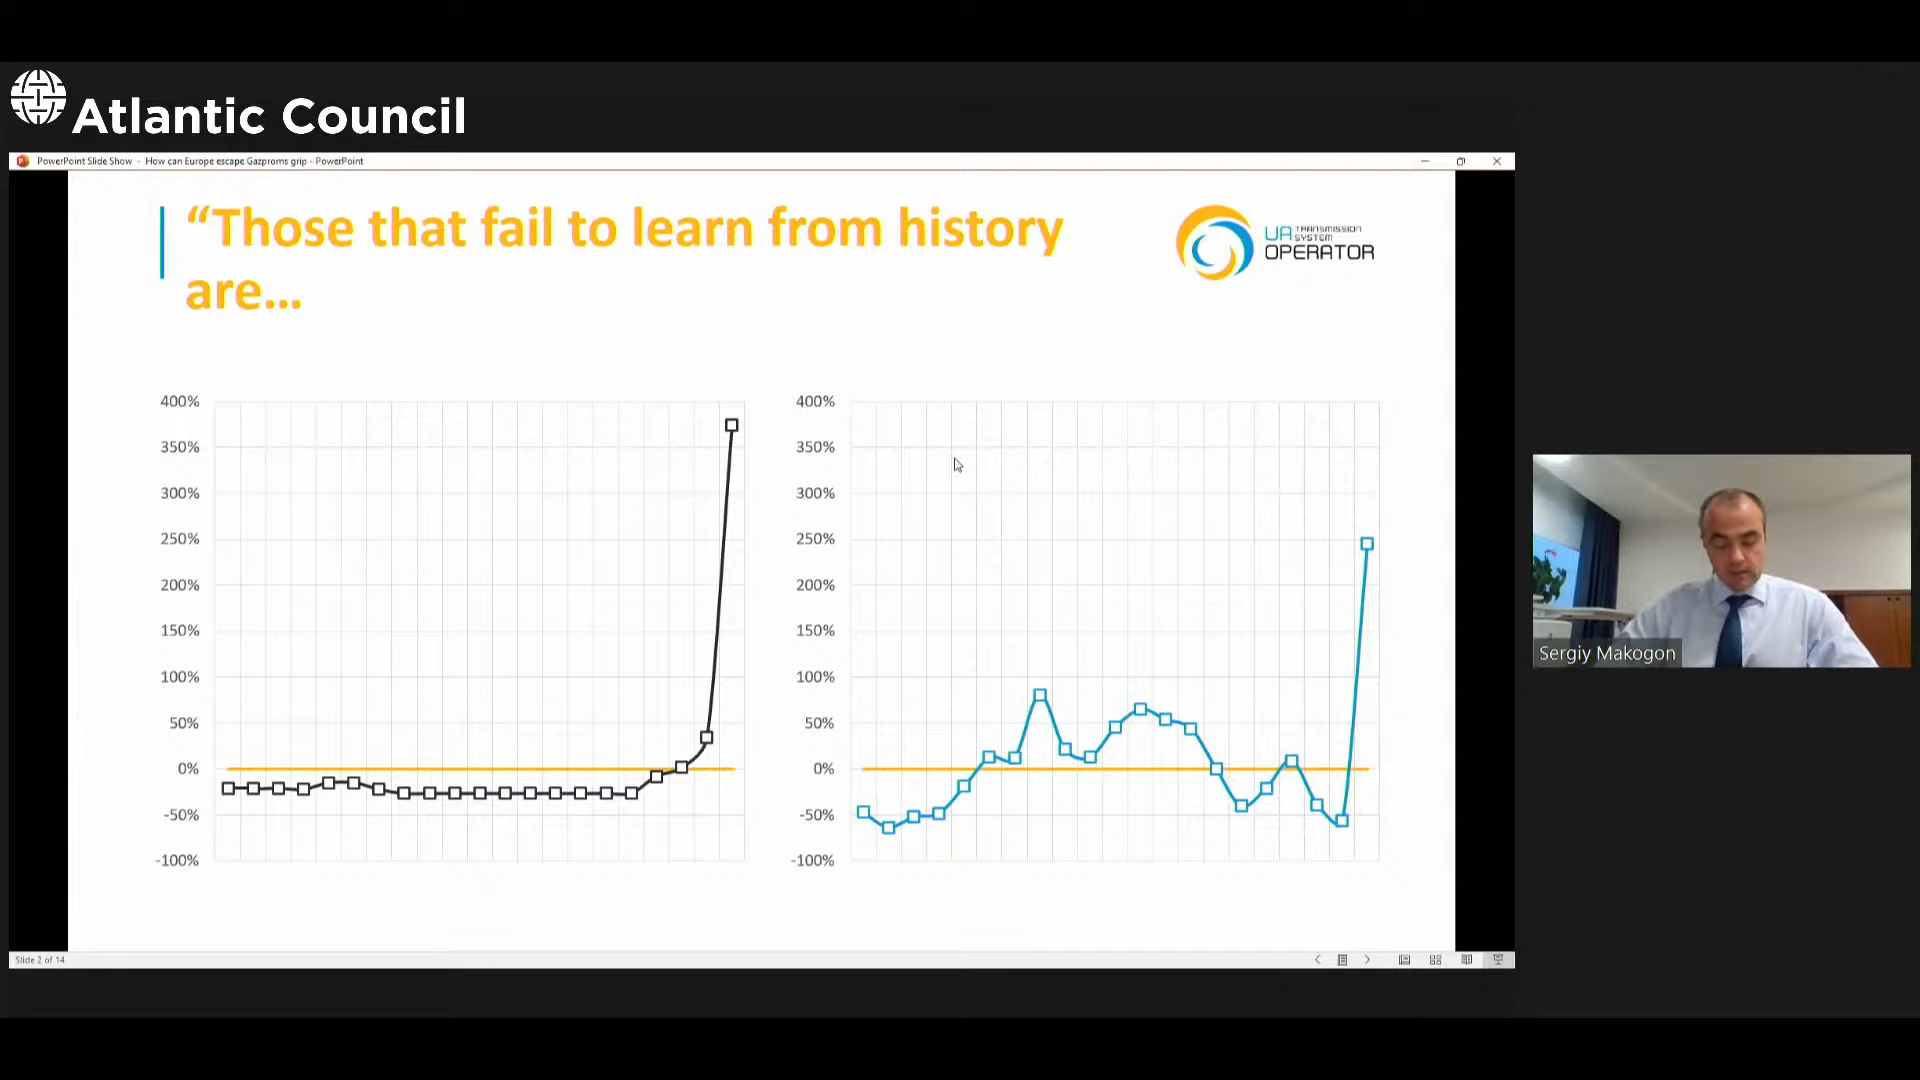 Atlantic Council
PowerPoint Slide Show - How can Europe escape Gazproms grip - PowerPoint
“Those that fail to learn from history
are...
UA TRANSMISSION
SYSTEM
OPERATOR
400%
350%
300%
250%
200%
150%
100%
50%
0%
-50%
-100%
400%
350%
300%
250%
200%
150%
100%
50%
0%
-50%
-100%
Sergiy Makogon
Slide 2 of 14